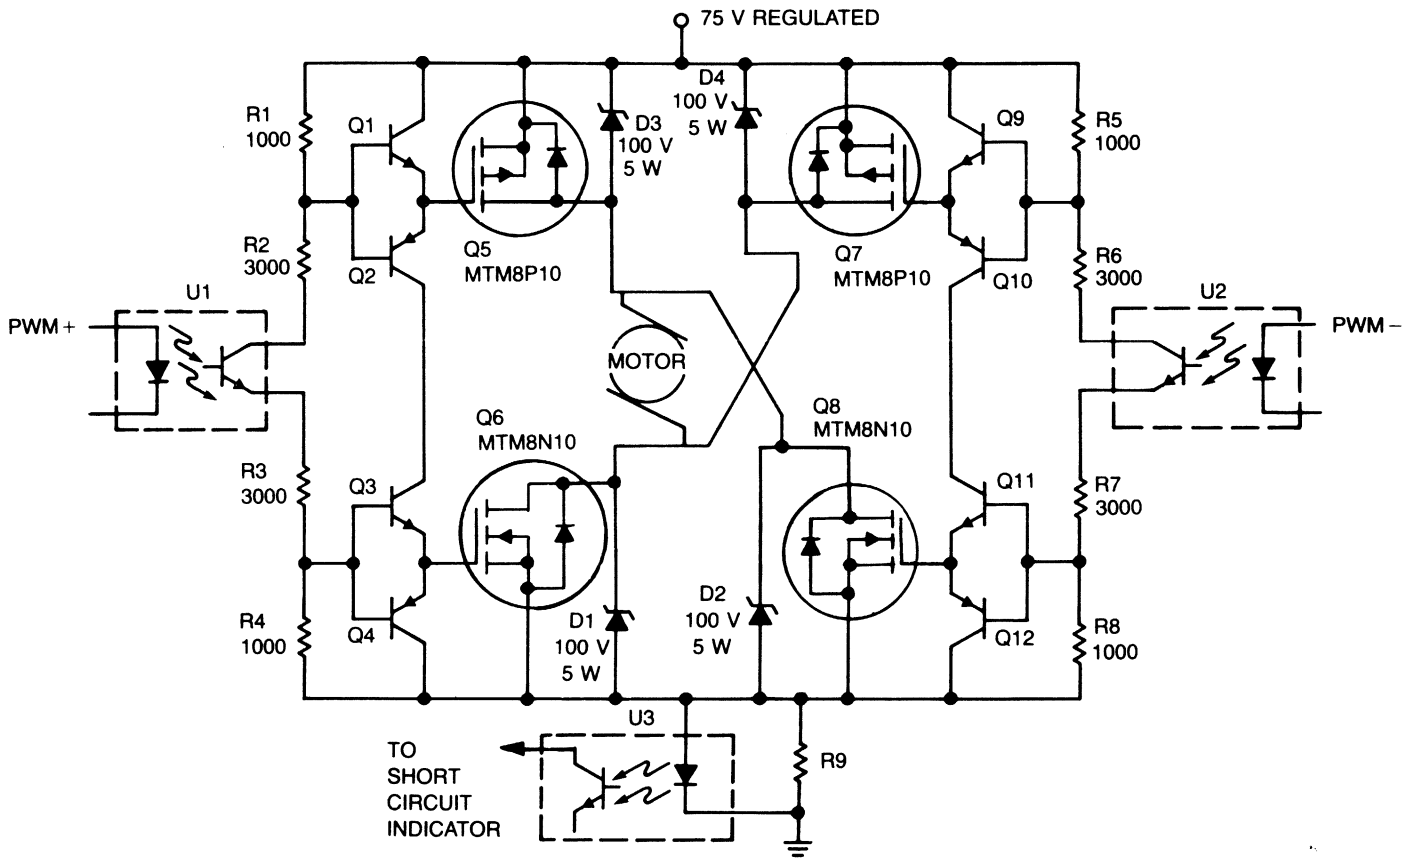 75 V REGULATED
R1
1000
Q1
D3
100 V
5 W
D4
100 V
5 W
Q9
R5
1000
R2
3000
Q2
Q5
MTM8P10
Q7
MTM8P10
Q10
R6
3000
U1
PWM +
MOTOR
U2
PWM –
Q6
MTM8N10
Q8
MTM8N10
R3
3000
Q3
Q11
R7
3000
R4
1000
Q4
D1
100 V
5 W
D2
100 V
5 W
Q12
R8
1000
U3
R9
TO
SHORT
CIRCUIT
INDICATOR